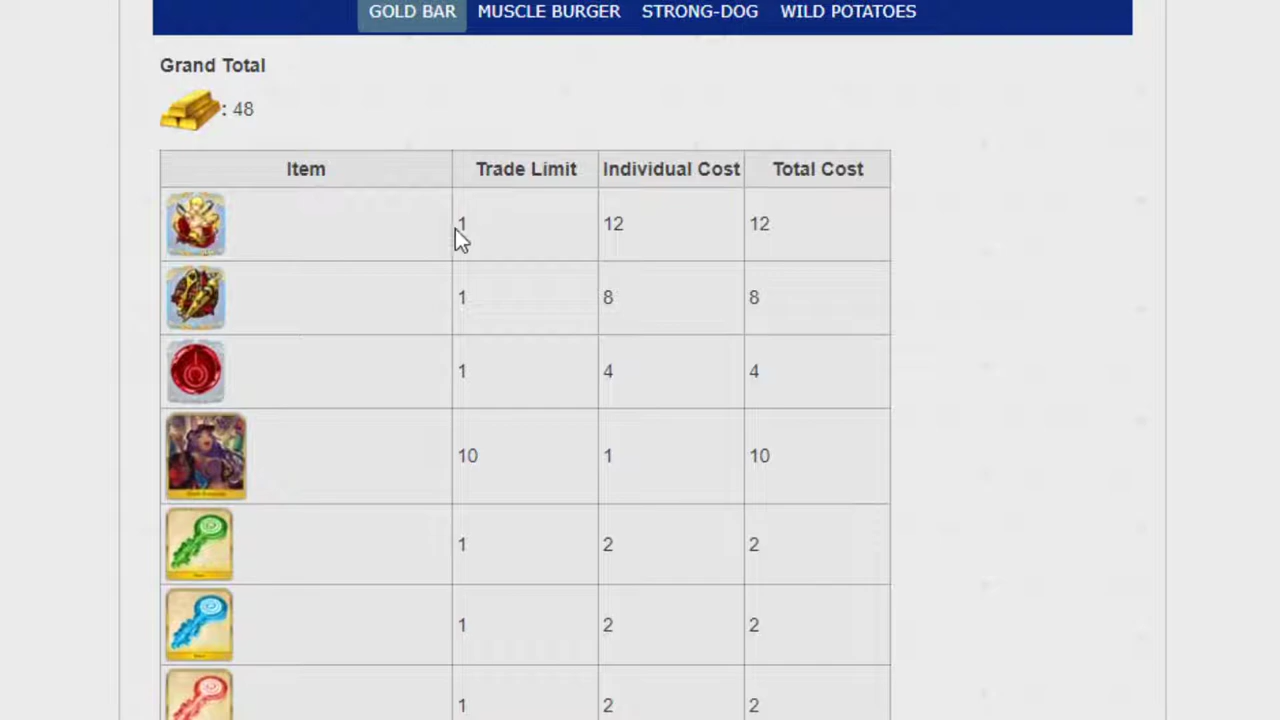 GOLD BAR MUSCLE BURGER STRONG-DOG WILD POTATOES
Grand Total
: 48
Item Trade Limit Individual Cost Total Cost
1 12 12
1 8 8
1 4 4
10 1 10
1 2 2
1 2 2
1 2 2